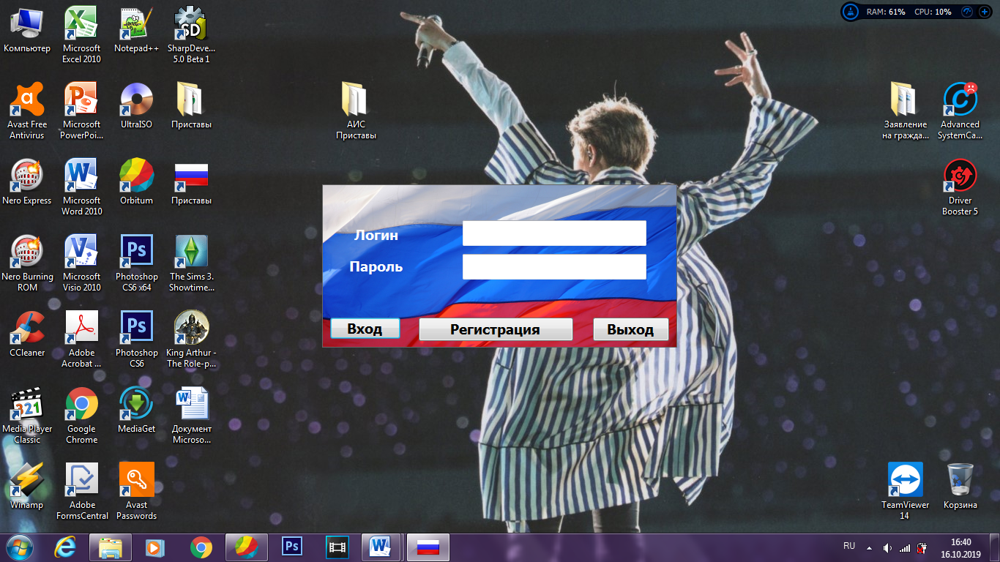 RAM: 61% CPU: 10%
Компьютер
Microsoft
Excel 2010
Notepad++
SharpDeve...
5.0 Beta 1
Avast Free
Antivirus
Microsoft
PowerPoi...
UltraISO
Приставы
АИС
Приставы
Заявление
на гражда...
Advanced
SystemCa...
Nero Express
Microsoft
Word 2010
Orbitum
Приставы
Driver
Booster 5
Логин
Пароль
Вход
Регистрация
Выход
Nero Burning
ROM
Microsoft
Visio 2010
Photoshop
CS6 x64
The Sims 3.
Showtime...
CCleaner
Adobe
Acrobat ...
Photoshop
CS6
King Arthur -
The Role-p...
Media Player
Classic
Google
Chrome
MediaGet
Документ
Microso...
Winamp
Adobe
FormsCentral
Avast
Passwords
TeamViewer
14
Корзина
RU
16:40
16.10.2019